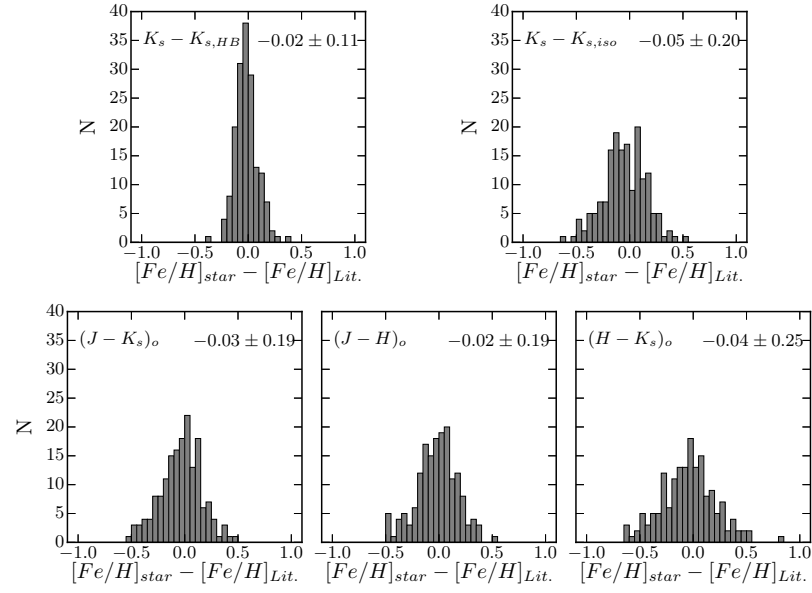 40
35
30
25
20
15
10
5
0
N
K_s − K_{s,HB} −0.02 ± 0.11
−1.0 −0.5 0.0 0.5 1.0
[Fe/H]_{star} − [Fe/H]_{Lit.}
40
35
30
25
20
15
10
5
0
N
K_s − K_{s,iso} −0.05 ± 0.20
−1.0 −0.5 0.0 0.5 1.0
[Fe/H]_{star} − [Fe/H]_{Lit.}
40
35
30
25
20
15
10
5
0
N
(J − K_s)_o −0.03 ± 0.19
−1.0 −0.5 0.0 0.5 1.0
[Fe/H]_{star} − [Fe/H]_{Lit.}
(J − H)_o −0.02 ± 0.19
−1.0 −0.5 0.0 0.5 1.0
[Fe/H]_{star} − [Fe/H]_{Lit.}
(H − K_s)_o −0.04 ± 0.25
−1.0 −0.5 0.0 0.5 1.0
[Fe/H]_{star} − [Fe/H]_{Lit.}